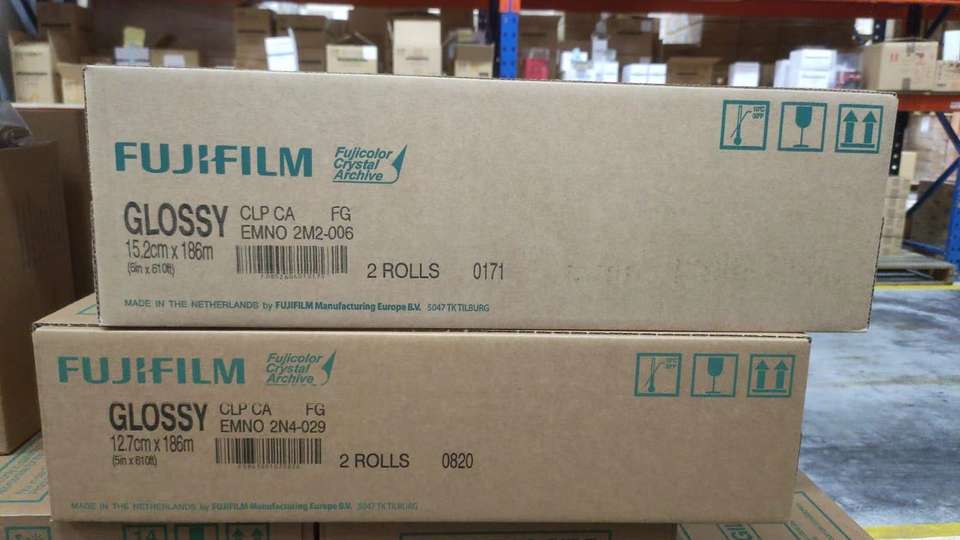 FUJIFILM
Fujicolor
Crystal
Archive
GLOSSY CLP CA FG
EMNO 2M2-006
15.2cm x 186m
(6in x 610ft)
2 ROLLS 0171
MADE IN THE NETHERLANDS by FUJIFILM Manufacturing Europe B.V. 5047 TK TILBURG
FUJIFILM
Fujicolor
Crystal
Archive
GLOSSY CLP CA FG
EMNO 2N4-029
12.7cm x 186m
(5in x 610ft)
2 ROLLS 0820
MADE IN THE NETHERLANDS by FUJIFILM Manufacturing Europe B.V. 5047 TK TILBURG